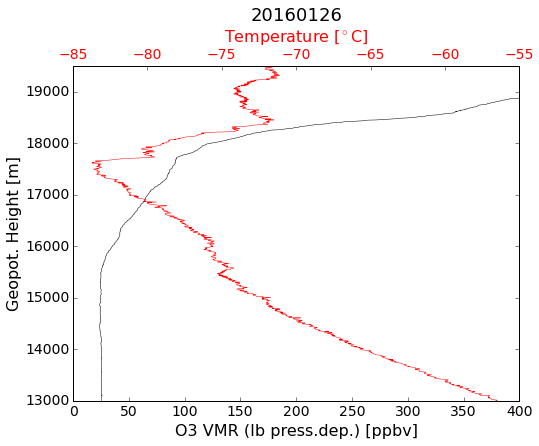 20160126
Temperature [°C]
−85 −80 −75 −70 −65 −60 −55
19000
18000
17000
16000
15000
14000
13000
Geopot. Height [m]
0 50 100 150 200 250 300 350 400
O3 VMR (lb press.dep.) [ppbv]